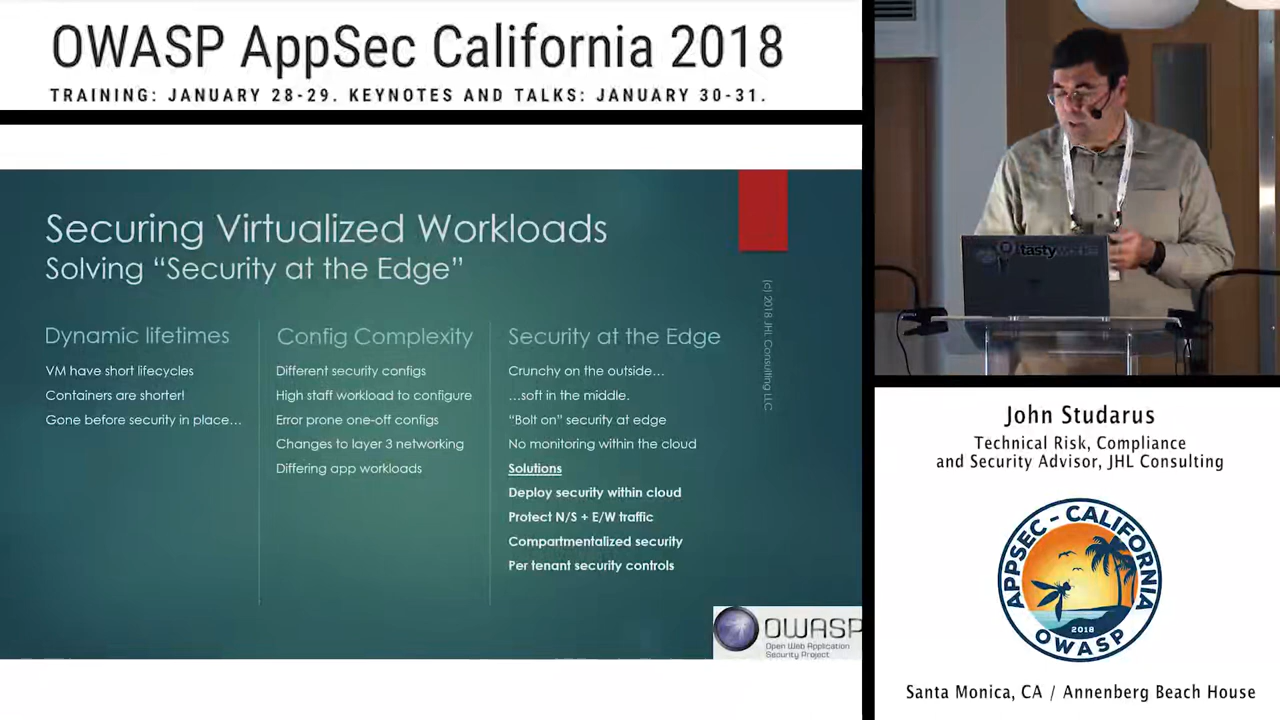 OWASP AppSec California 2018
TRAINING: JANUARY 28-29. KEYNOTES AND TALKS: JANUARY 30-31.
Securing Virtualized Workloads
Solving “Security at the Edge”
Dynamic lifetimes
VM have short lifecycles
Containers are shorter!
Gone before security in place…
Config Complexity
Different security configs
High staff workload to configure
Error prone one-off configs
Changes to layer 3 networking
Differing app workloads
Security at the Edge
Crunchy on the outside…
…soft in the middle.
“Bolt on” security at edge
No monitoring within the cloud
Solutions
Deploy security within cloud
Protect N/S + E/W traffic
Compartmentalized security
Per tenant security controls
(c) 2018 JHL Consulting LLC
OWASP
Open Web Application
Security Project
tastyworks
John Studarus
Technical Risk, Compliance
and Security Advisor, JHL Consulting
APPSEC - CALIFORNIA
2018
OWASP
Santa Monica, CA / Annenberg Beach House